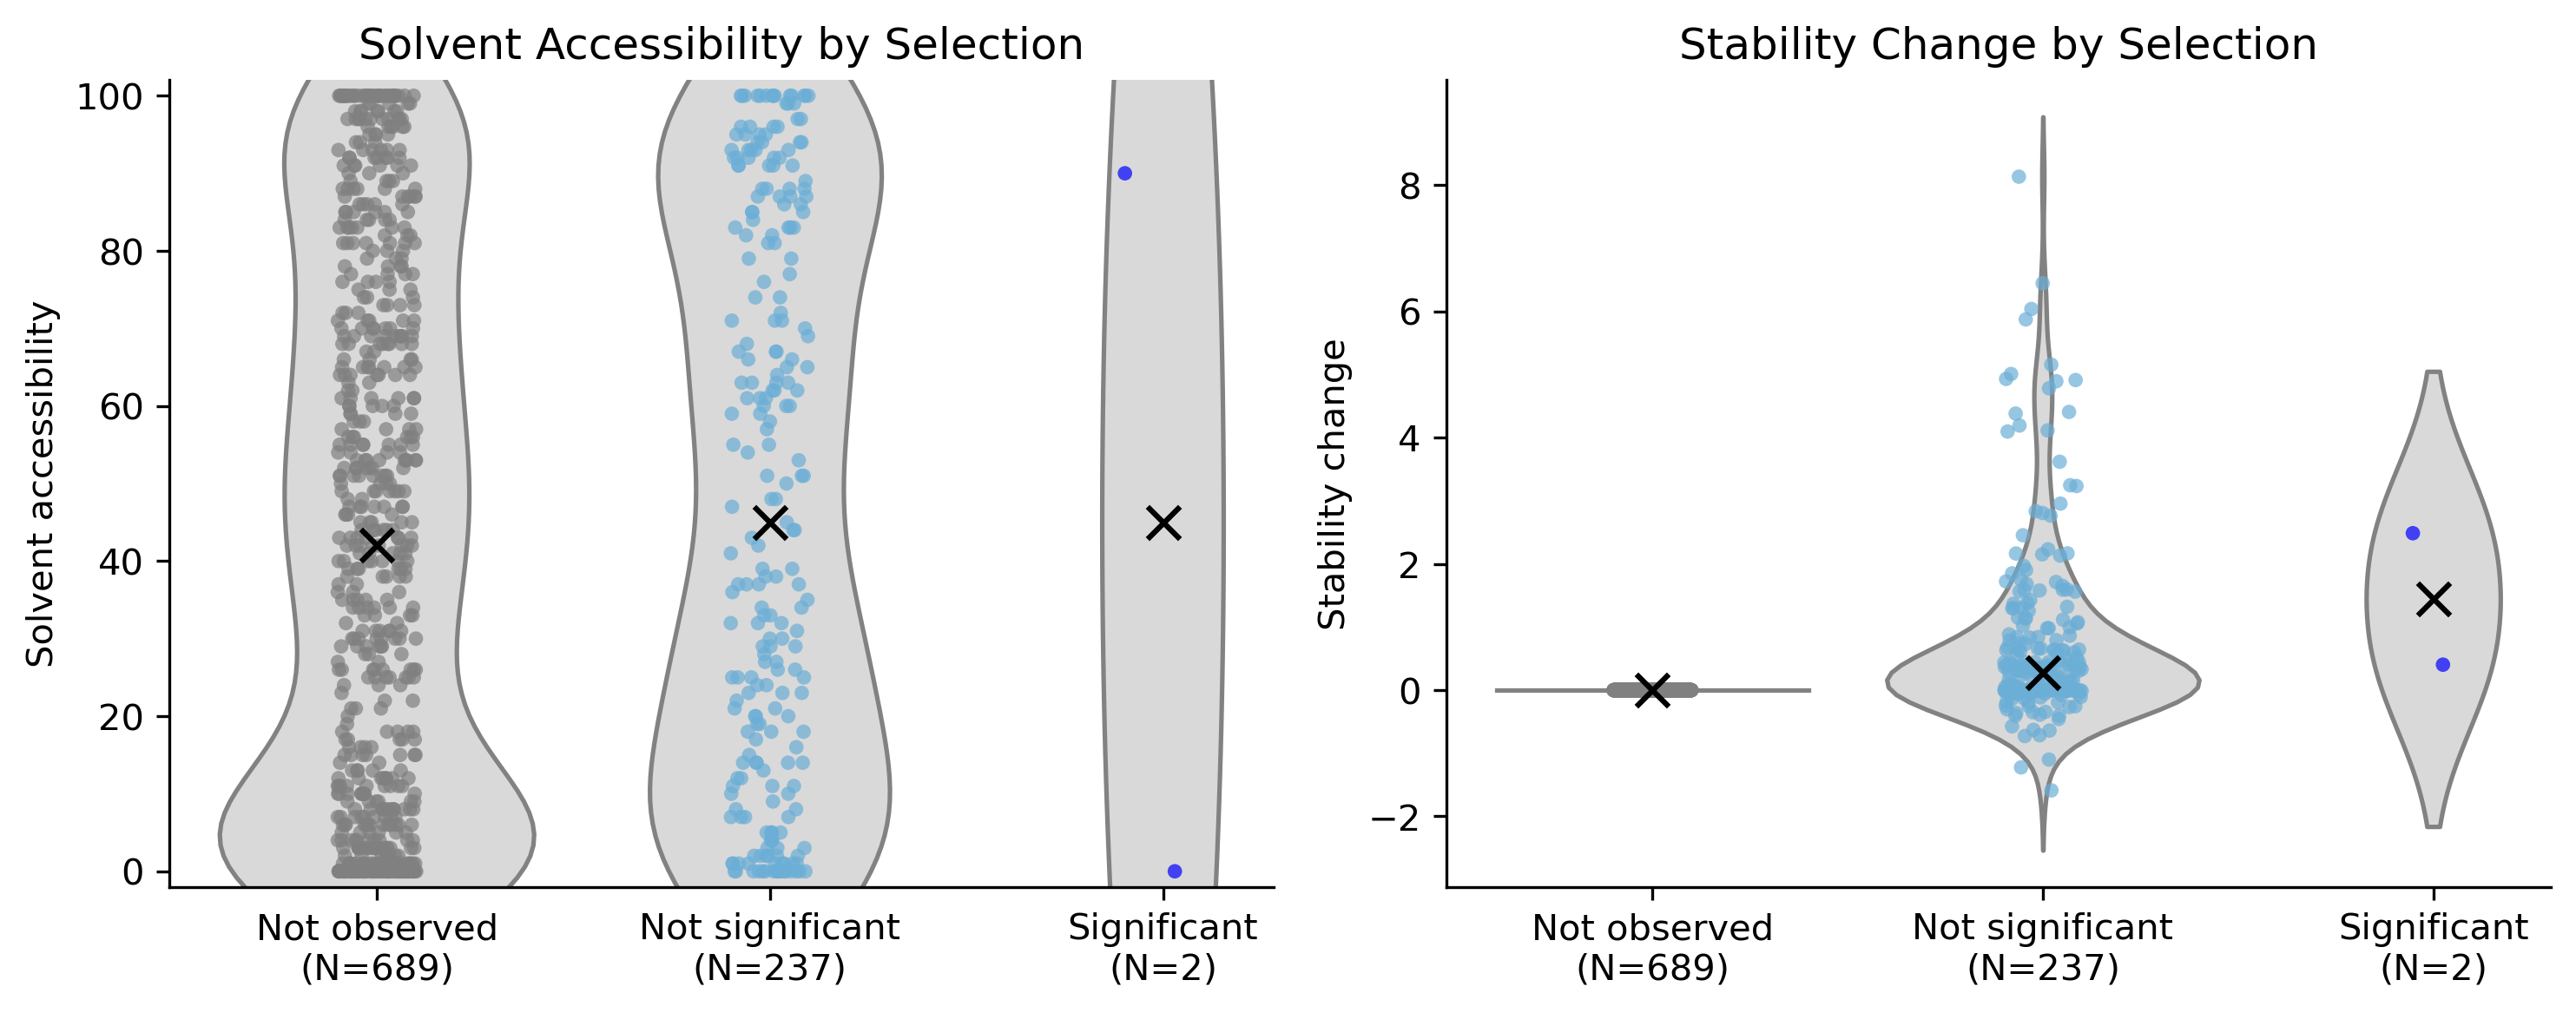 Solvent Accessibility by Selection
Solvent accessibility
100
80
60
40
20
0
Not observed
(N=689)
Not significant
(N=237)
Significant
(N=2)
Stability Change by Selection
Stability change
8
6
4
2
0
−2
Not observed
(N=689)
Not significant
(N=237)
Significant
(N=2)